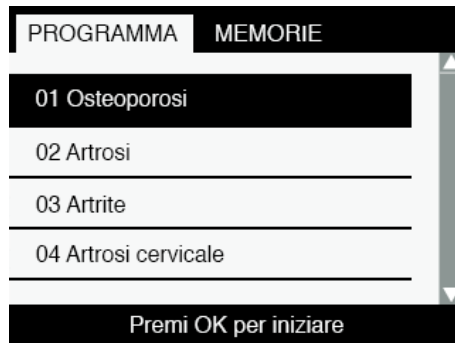 PROGRAMMA MEMORIE
01 Osteoporosi
02 Artrosi
03 Artrite
04 Artrosi cervicale
Premi OK per iniziare